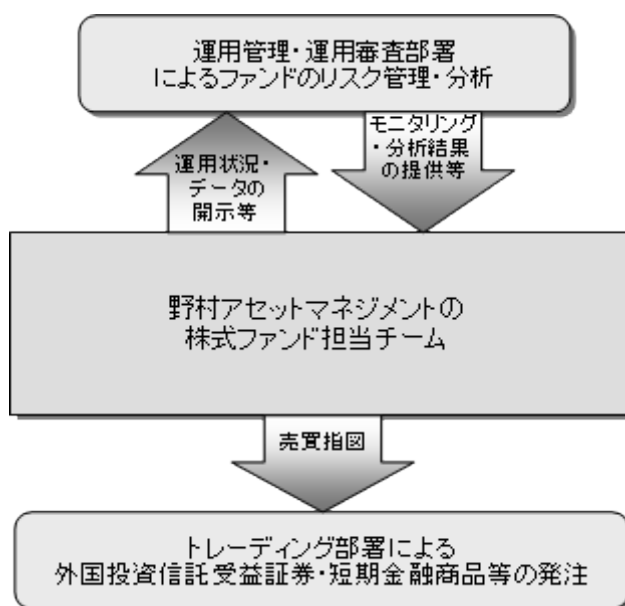 運用管理・運用審査部署
によるファンドのリスク管理・分析
運用状況・
データの
開示等
モニタリング
・分析結果
の提供等
野村アセットマネジメントの
株式ファンド担当チーム
売買指図
トレーディング部署による
外国投資信託受益証券・短期金融商品等の発注